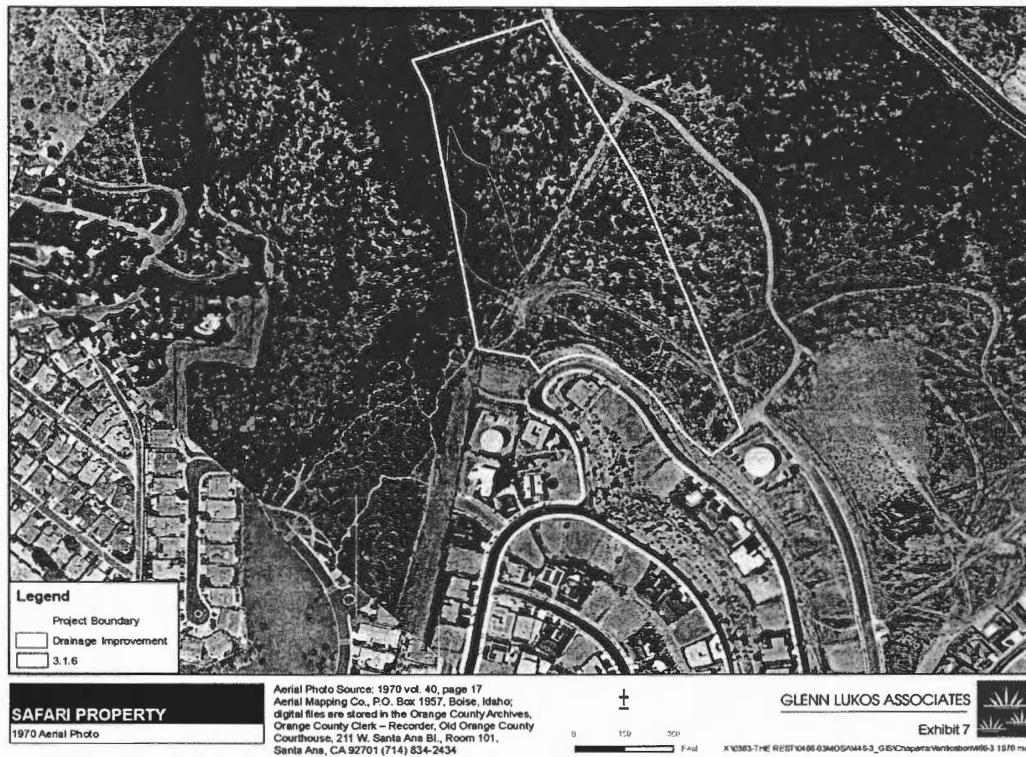 Legend
Project Boundary
Drainage Improvement
3.1.6
SAFARI PROPERTY
1970 Aerial Photo
Aerial Photo Source: 1970 vol. 40, page 17
Aerial Mapping Co., P.O. Box 1957, Boise, Idaho;
digital files are stored in the Orange County Archives,
Orange County Clerk – Recorder, Old Orange County
Courthouse, 211 W. Santa Ana Bl., Room 101,
Santa Ana, CA 92701 (714) 834-2434
0 150 300
Feet
GLENN LUKOS ASSOCIATES
Exhibit 7